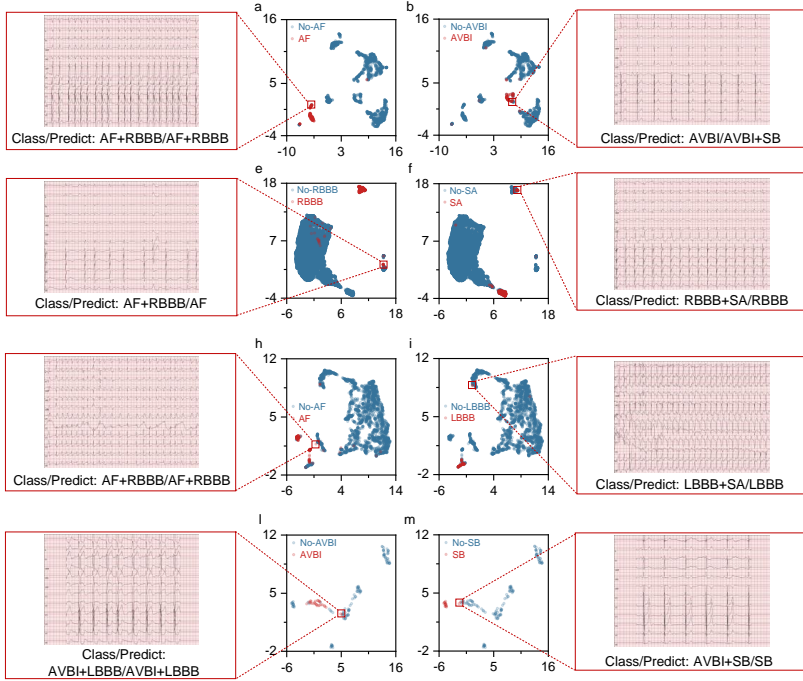 a
b
16
5
-4
-10
3
16
No-AF
AF
16
5
-4
-10
3
16
No-AVBI
AVBI
Class/Predict: AF+RBBB/AF+RBBB
Class/Predict: AVBI/AVBI+SB
e
f
18
7
-4
-6
6
18
No-RBBB
RBBB
18
7
-4
-6
6
18
No-SA
SA
Class/Predict: AF+RBBB/AF
Class/Predict: RBBB+SA/RBBB
h
i
12
5
-2
-6
4
14
No-AF
AF
12
5
-2
-6
4
14
No-LBBB
LBBB
Class/Predict: AF+RBBB/AF+RBBB
Class/Predict: LBBB+SA/LBBB
l
m
12
5
-2
-6
5
16
No-AVBI
AVBI
12
5
-2
-6
5
16
No-SB
SB
Class/Predict:
AVBI+LBBB/AVBI+LBBB
Class/Predict: AVBI+SB/SB